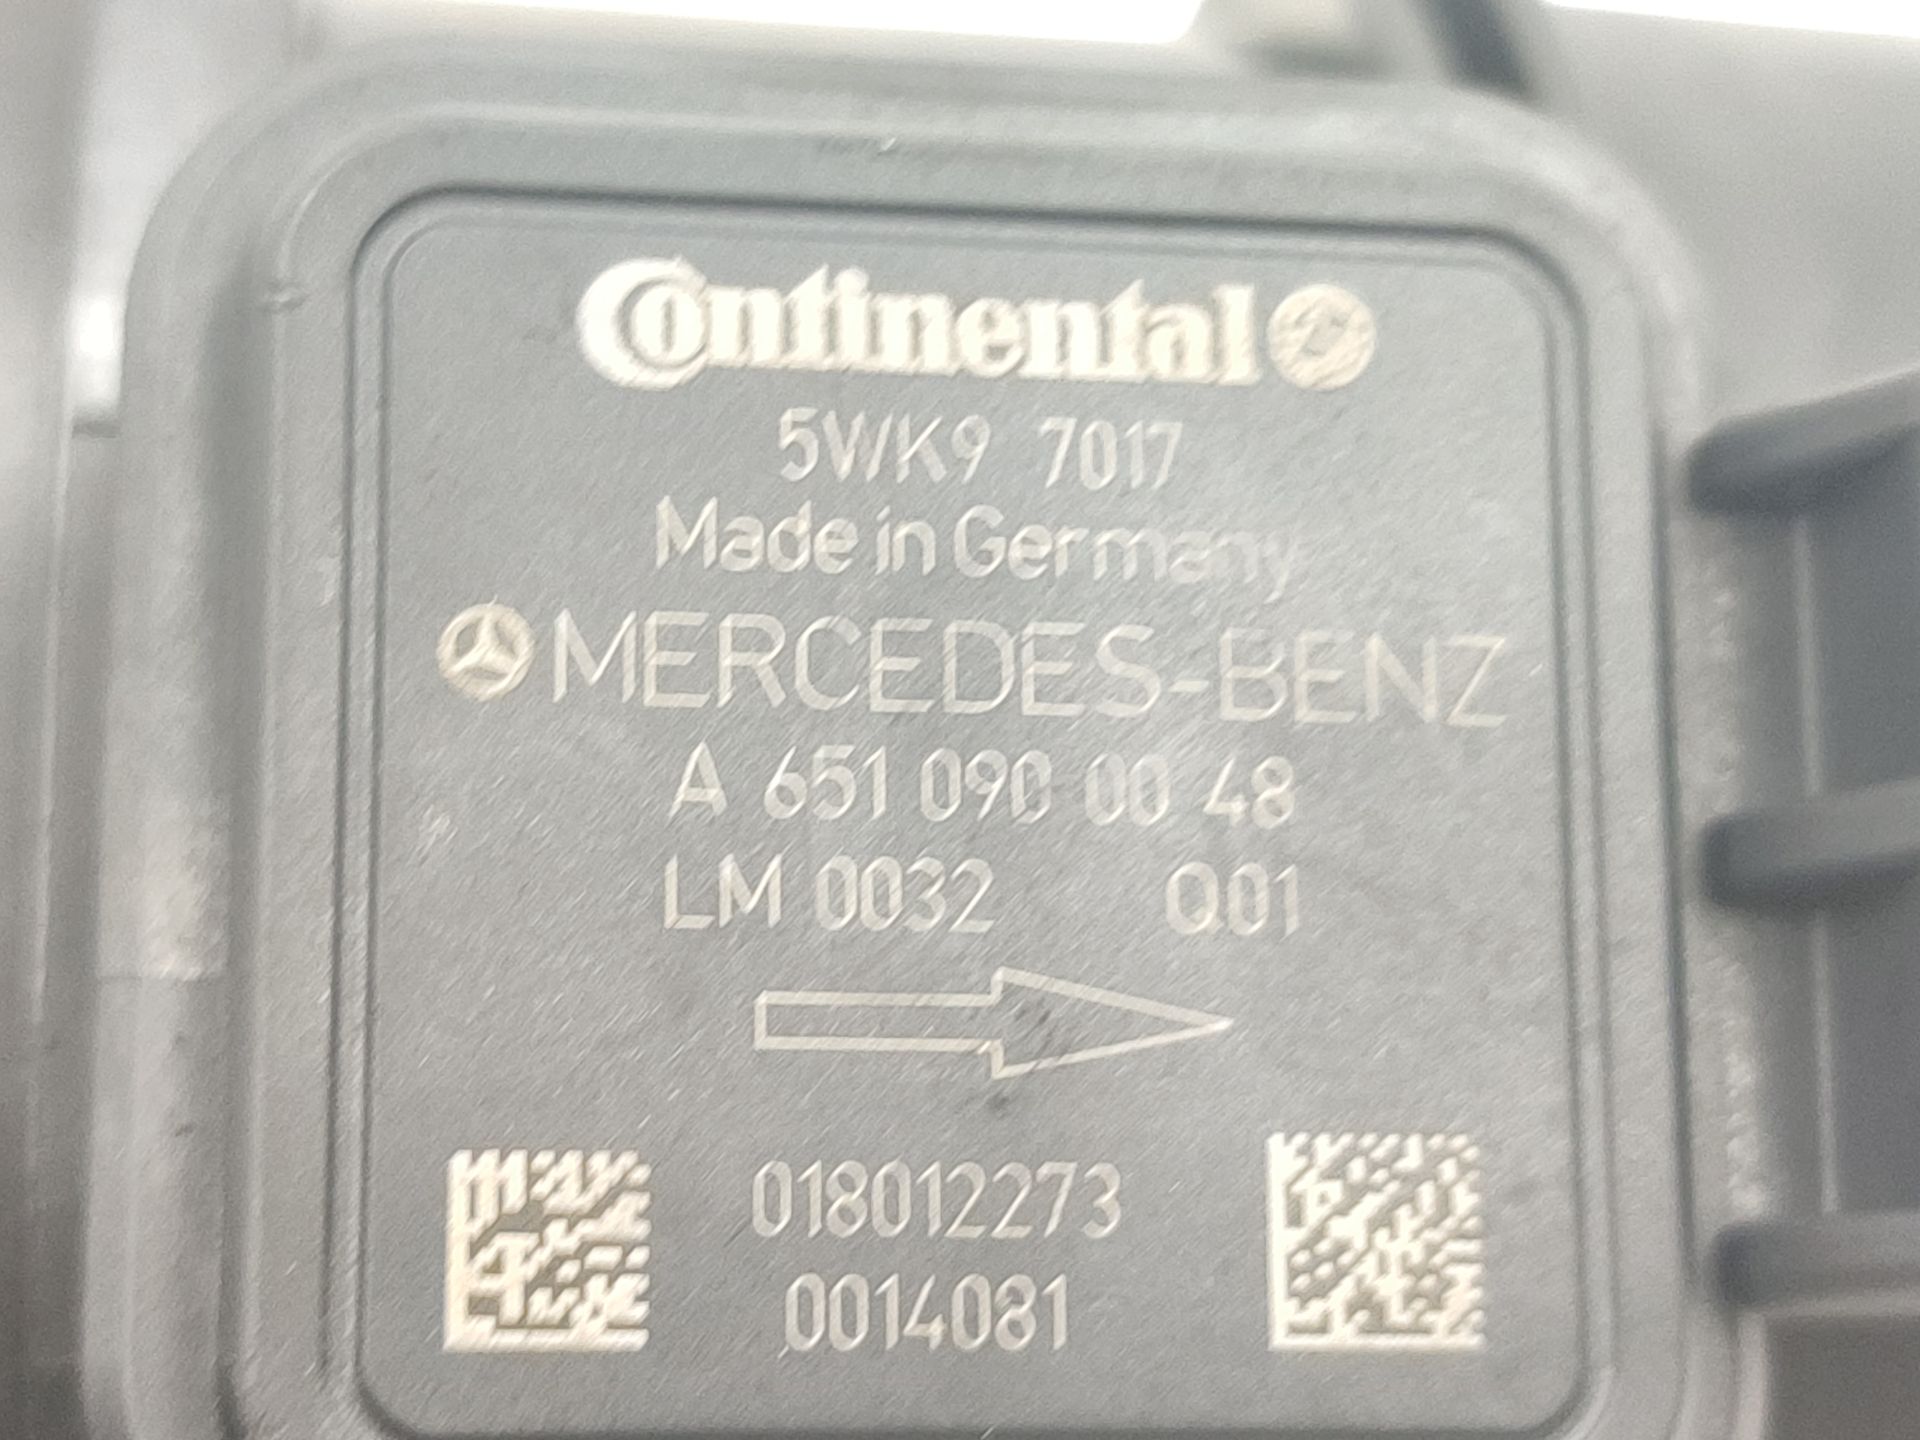 Continental
5WK9 7017
Made in Germany
MERCEDES-BENZ
A 651 090 00 48
LM 0032 Q01
018012273
0014081